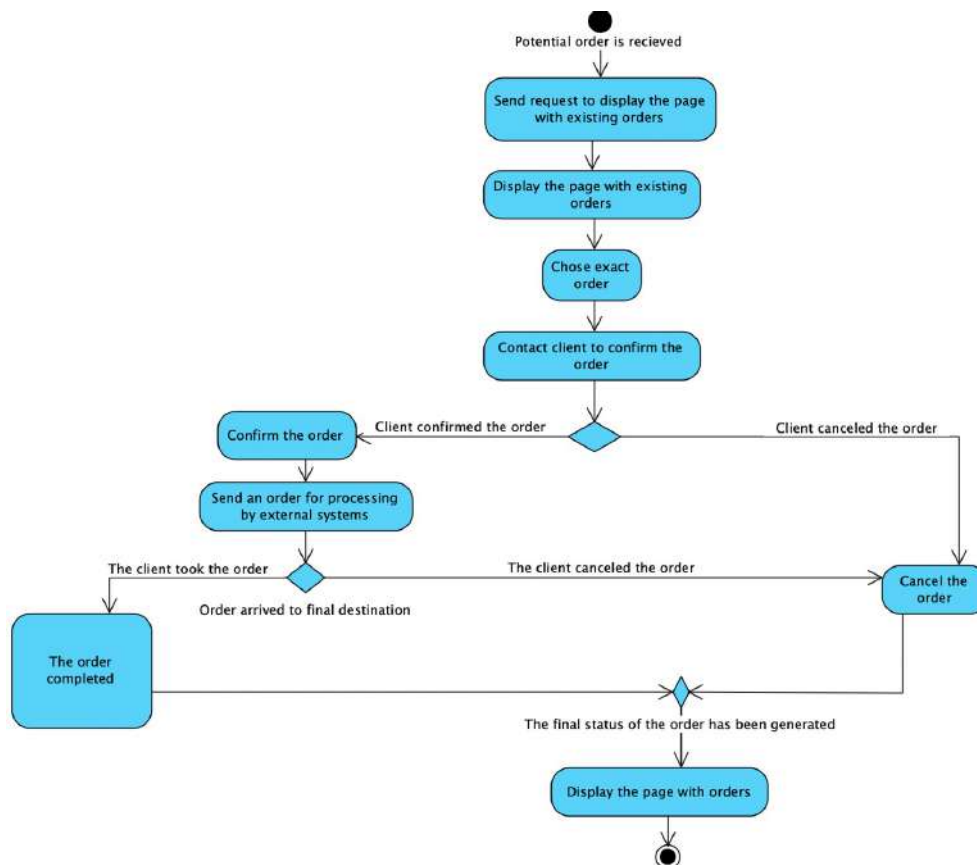 Potential order is recieved
Send request to display the page
with existing orders
Display the page with existing
orders
Chose exact
order
Contact client to confirm the
order
Client confirmed the order
Client canceled the order
Confirm the order
Send an order for processing
by external systems
The client took the order
The client canceled the order
Order arrived to final destination
Cancel the
order
The order
completed
The final status of the order has been generated
Display the page with orders